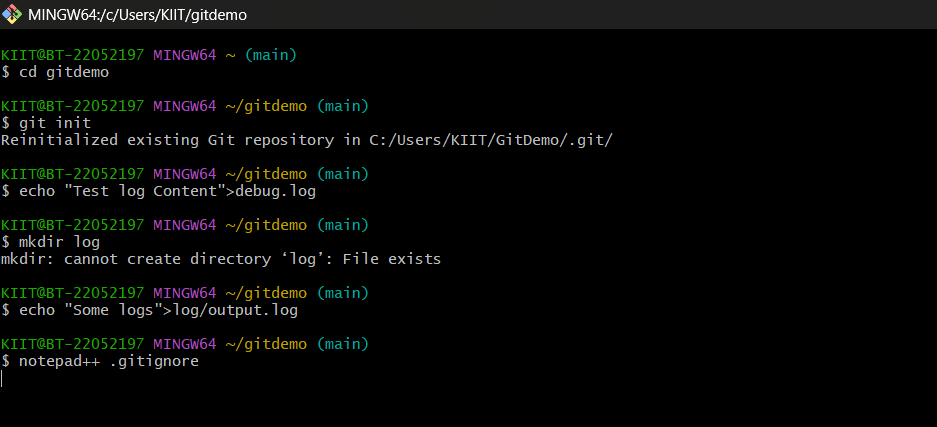 MINGW64:/c/Users/KIIT/gitdemo
KIIT@BT-22052197 MINGW64 ~ (main)
$ cd gitdemo
KIIT@BT-22052197 MINGW64 ~/gitdemo (main)
$ git init
Reinitialized existing Git repository in C:/Users/KIIT/GitDemo/.git/
KIIT@BT-22052197 MINGW64 ~/gitdemo (main)
$ echo "Test log Content">debug.log
KIIT@BT-22052197 MINGW64 ~/gitdemo (main)
$ mkdir log
mkdir: cannot create directory ‘log’: File exists
KIIT@BT-22052197 MINGW64 ~/gitdemo (main)
$ echo "Some logs">log/output.log
KIIT@BT-22052197 MINGW64 ~/gitdemo (main)
$ notepad++ .gitignore